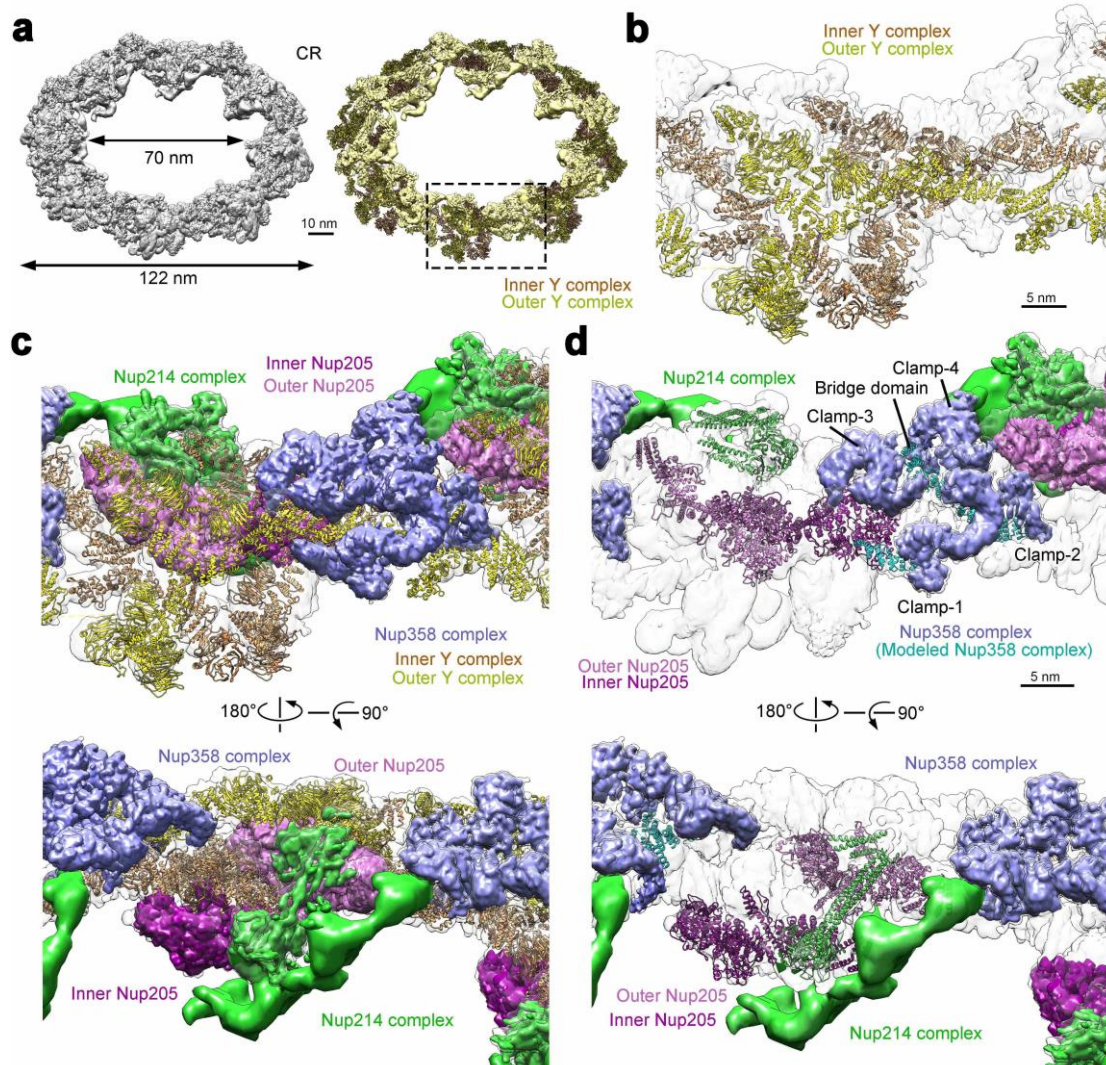 a
CR
70 nm
10 nm
122 nm
Inner Y complex
Outer Y complex
b
Inner Y complex
Outer Y complex
5 nm
c
Inner Nup205
Outer Nup205
Nup214 complex
Nup358 complex
Inner Y complex
Outer Y complex
180°
90°
Nup358 complex
Outer Nup205
Inner Nup205
Nup214 complex
d
Clamp-4
Nup214 complex
Bridge domain
Clamp-3
Clamp-2
Clamp-1
Nup358 complex
(Modeled Nup358 complex)
Outer Nup205
Inner Nup205
5 nm
180°
90°
Nup358 complex
Outer Nup205
Inner Nup205
Nup214 complex